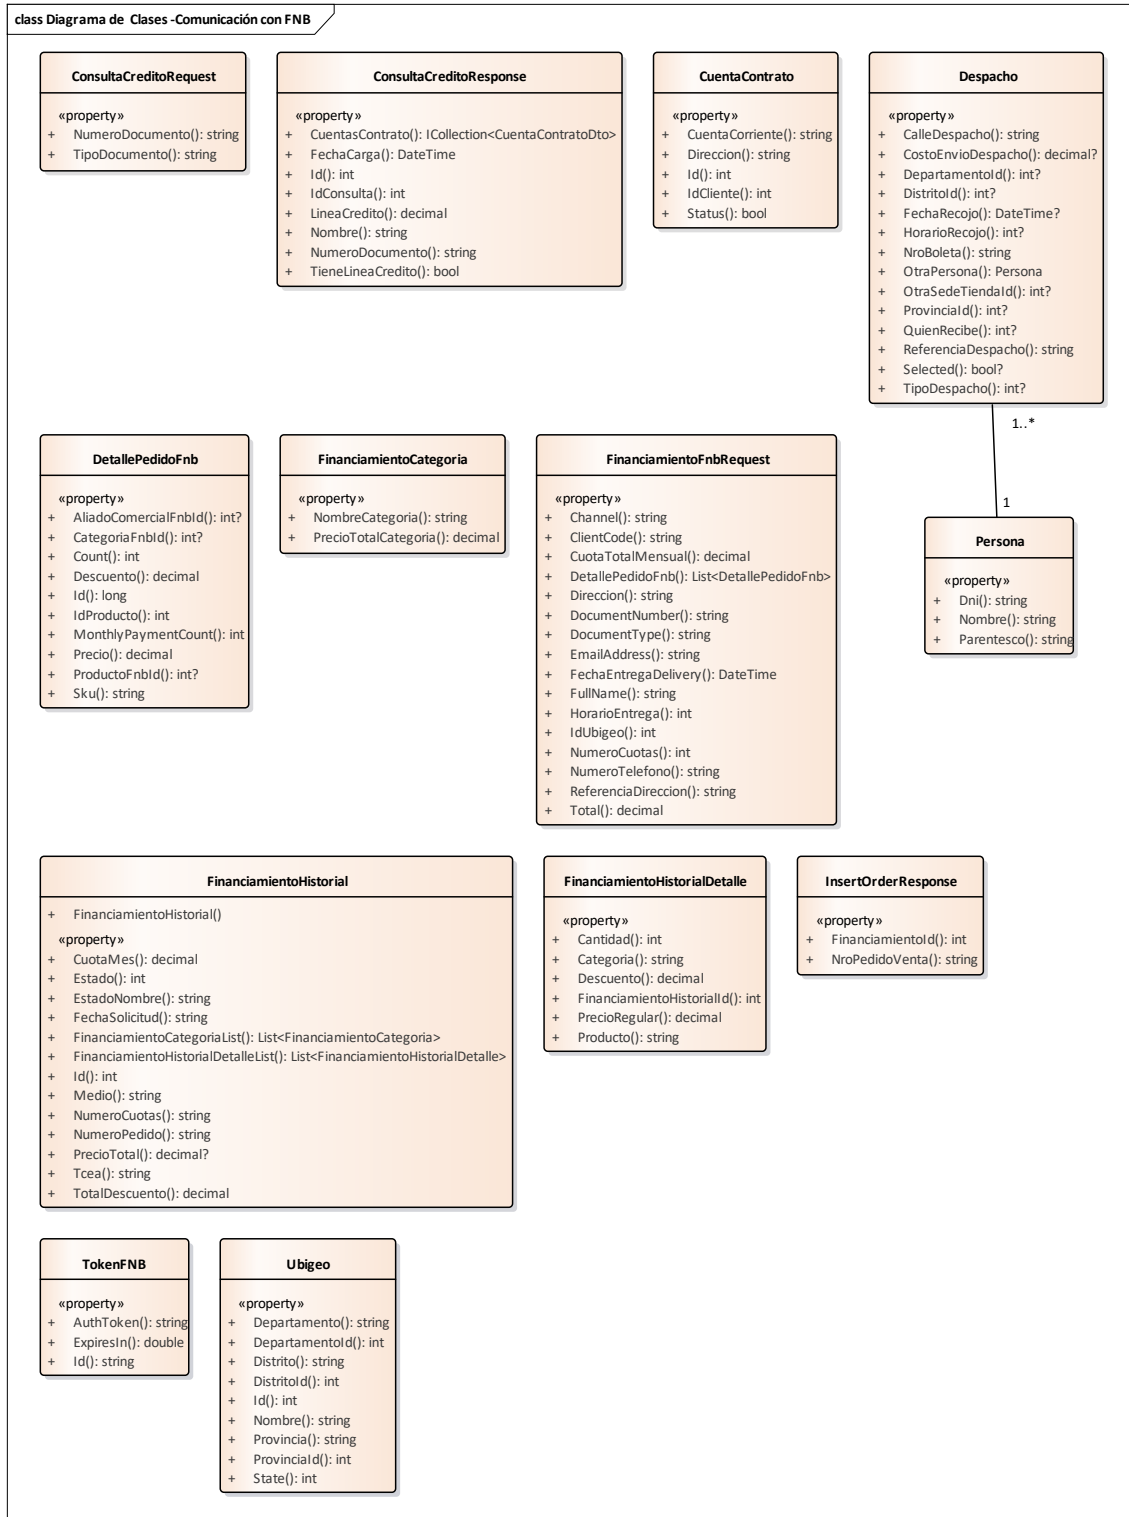 class Diagrama de Clases -Comunicación con FNB
ConsultaCreditoRequest
«property»
+ NumeroDocumento(): string
+ TipoDocumento(): string
ConsultaCreditoResponse
«property»
+ CuentasContrato(): ICollection<CuentaContratoDto>
+ FechaCarga(): DateTime
+ Id(): int
+ IdConsulta(): int
+ LineaCredito(): decimal
+ Nombre(): string
+ NumeroDocumento(): string
+ TieneLineaCredito(): bool
CuentaContrato
«property»
+ CuentaCorriente(): string
+ Direccion(): string
+ Id(): int
+ IdCliente(): int
+ Status(): bool
Despacho
«property»
+ CalleDespacho(): string
+ CostoEnvioDespacho(): decimal?
+ DepartamentoId(): int?
+ DistritoId(): int?
+ FechaRecojo(): DateTime?
+ HorarioRecojo(): int?
+ NroBoleta(): string
+ OtraPersona(): Persona
+ OtraSedeTiendaId(): int?
+ ProvinciaId(): int?
+ QuienRecibe(): int?
+ ReferenciaDespacho(): string
+ Selected(): bool?
+ TipoDespacho(): int?
1..*
1
DetallePedidoFnb
«property»
+ AliadoComercialFnbId(): int?
+ CategoriaFnbId(): int?
+ Count(): int
+ Descuento(): decimal
+ Id(): long
+ IdProducto(): int
+ MonthlyPaymentCount(): int
+ Precio(): decimal
+ ProductoFnbId(): int?
+ Sku(): string
FinanciamientoCategoria
«property»
+ NombreCategoria(): string
+ PrecioTotalCategoria(): decimal
FinanciamientoFnbRequest
«property»
+ Channel(): string
+ ClientCode(): string
+ CuotaTotalMensual(): decimal
+ DetallePedidoFnb(): List<DetallePedidoFnb>
+ Direccion(): string
+ DocumentNumber(): string
+ DocumentType(): string
+ EmailAddress(): string
+ FechaEntregaDelivery(): DateTime
+ FullName(): string
+ HorarioEntrega(): int
+ IdUbigeo(): int
+ NumeroCuotas(): int
+ NumeroTelefono(): string
+ ReferenciaDireccion(): string
+ Total(): decimal
Persona
«property»
+ Dni(): string
+ Nombre(): string
+ Parentesco(): string
FinanciamientoHistorial
+ FinanciamientoHistorial()
«property»
+ CuotaMes(): decimal
+ Estado(): int
+ EstadoNombre(): string
+ FechaSolicitud(): string
+ FinanciamientoCategoriaList(): List<FinanciamientoCategoria>
+ FinanciamientoHistorialDetalleList(): List<FinanciamientoHistorialDetalle>
+ Id(): int
+ Medio(): string
+ NumeroCuotas(): string
+ NumeroPedido(): string
+ PrecioTotal(): decimal?
+ Tcea(): string
+ TotalDescuento(): decimal
FinanciamientoHistorialDetalle
«property»
+ Cantidad(): int
+ Categoria(): string
+ Descuento(): decimal
+ FinanciamientoHistorialId(): int
+ PrecioRegular(): decimal
+ Producto(): string
InsertOrderResponse
«property»
+ FinanciamientoId(): int
+ NroPedidoVenta(): string
TokenFNB
«property»
+ AuthToken(): string
+ ExpiresIn(): double
+ Id(): string
Ubigeo
«property»
+ Departamento(): string
+ DepartamentoId(): int
+ Distrito(): string
+ DistritoId(): int
+ Id(): int
+ Nombre(): string
+ Provincia(): string
+ ProvinciaId(): int
+ State(): int